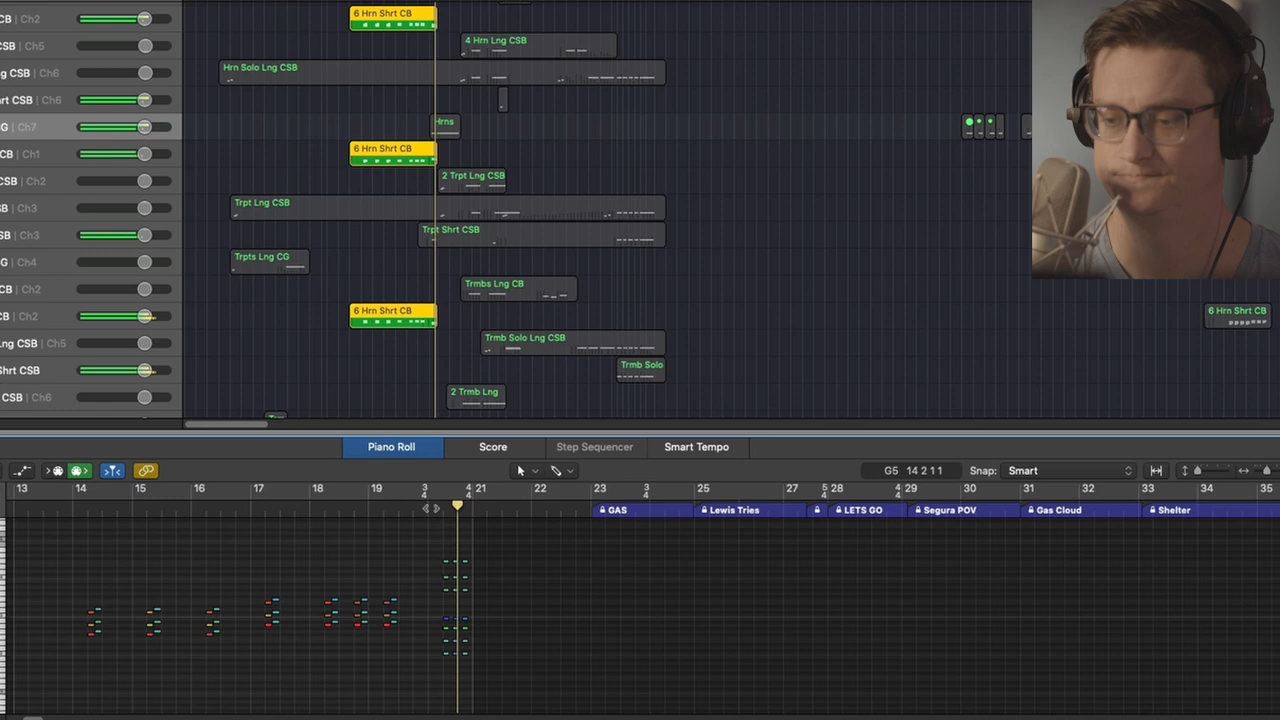 CB | Ch2
6 Hrn Shrt CB
CSB | Ch5
4 Hrn Lng CSB
g CSB | Ch6
Hrn Solo Lng CSB
rt CSB | Ch6
G | Ch7
Hrns
CB | Ch1
6 Hrn Shrt CB
CSB | Ch2
2 Trpt Lng CSB
SB | Ch3
Trpt Lng CSB
SB | Ch3
Trpt Shrt CSB
G | Ch4
Trpts Lng CG
CB | Ch2
Trmbs Lng CB
CB | Ch2
6 Hrn Shrt CB
6 Hrn Shrt CB
Lng CSB | Ch5
Trmb Solo Lng CSB
Shrt CSB
Trmb Solo
CSB | Ch6
2 Trmb Lng
Piano Roll
Score
Step Sequencer
Smart Tempo
G5 14 2 1 1
Snap: Smart
13 14 15 16 17 18 19 3/4 4 21 22 23 3/4 25 27 5/4 28 4 29 30 31 32 33 34 35
GAS
Lewis Tries
LETS GO
Segura POV
Gas Cloud
Shelter